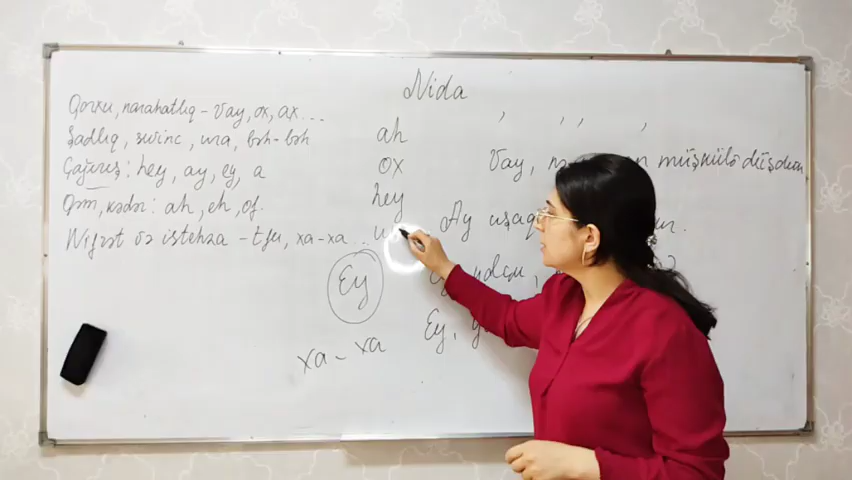 Nida
Qorxu, narahatlıq - Vay, ox, ax...
Şadlıq, sevinc, ura, bəh-bəh
Çağırış: hey, ay, ey, a
Qəm, kədər: ah, eh, of.
Nifrət və istehza - tfu, xa-xa...
ah
ox
hey
Ey
xa - xa
, , , ,
Vay, müşkülə düşdüm
Ay uşaq
Ey,